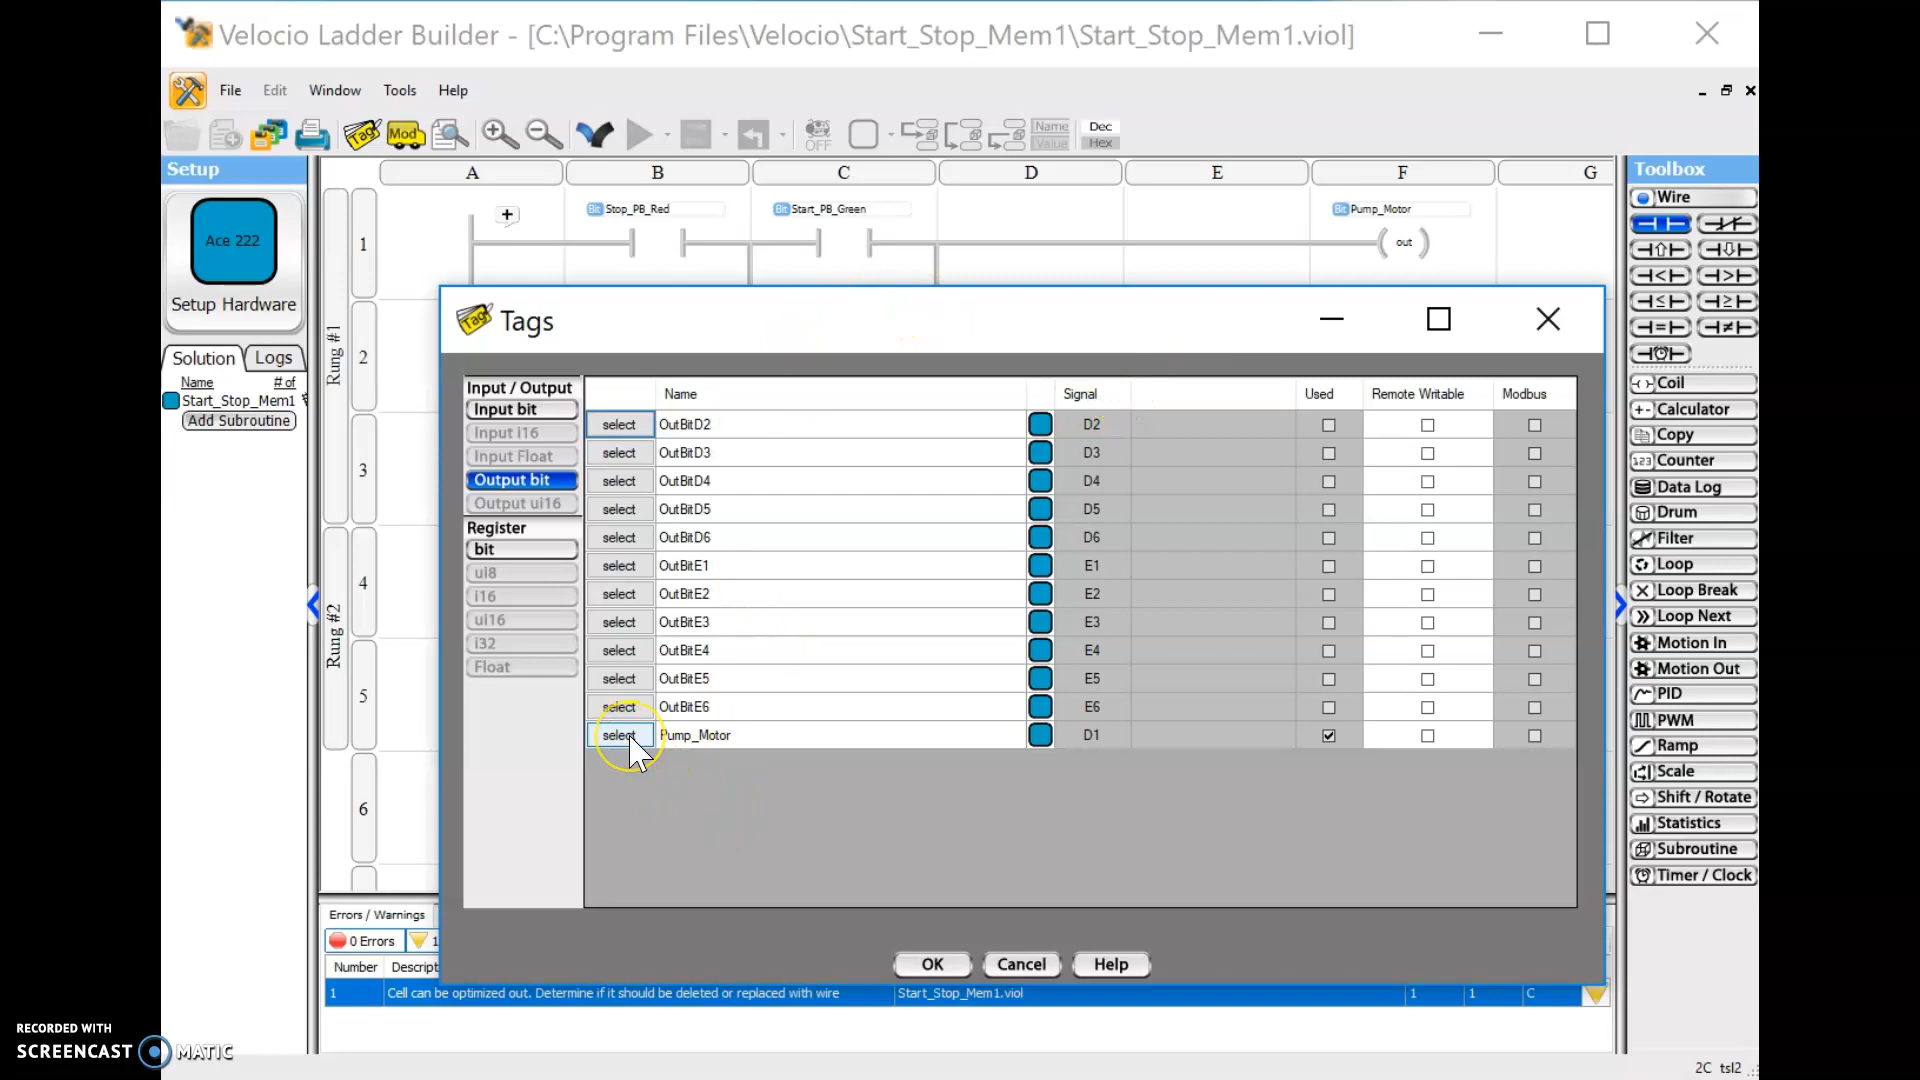 Velocio Ladder Builder - [C:\Program Files\Velocio\Start_Stop_Mem1\Start_Stop_Mem1.viol]
File Edit Window Tools Help
Tag Mod OFF Name Value Dec Hex
Setup
Ace 222
Setup Hardware
Solution Logs
Name # of
Start_Stop_Mem1
Add Subroutine
A B C D E F G
Rung #1
Rung #2
1
2
3
4
5
6
+
Bit Stop_PB_Red
Bit Start_PB_Green
Bit Pump_Motor
out
Tag Tags
Input / Output
Input bit
Input i16
Input Float
Output bit
Output ui16
Register
bit
ui8
i16
ui16
i32
Float
Name Signal Used Remote Writable Modbus
select OutBitD2 D2
select OutBitD3 D3
select OutBitD4 D4
select OutBitD5 D5
select OutBitD6 D6
select OutBitE1 E1
select OutBitE2 E2
select OutBitE3 E3
select OutBitE4 E4
select OutBitE5 E5
select OutBitE6 E6
select Pump_Motor D1
OK Cancel Help
Toolbox
Wire
Coil
Calculator
Copy
Counter
Data Log
Drum
Filter
Loop
Loop Break
Loop Next
Motion In
Motion Out
PID
PWM
Ramp
Scale
Shift / Rotate
Statistics
Subroutine
Timer / Clock
Errors / Warnings
0 Errors 1
Number Descript
1 Cell can be optimized out. Determine if it should be deleted or replaced with wire Start_Stop_Mem1.viol 1 1 C
2C tsl2
RECORDED WITH
SCREENCAST MATIC